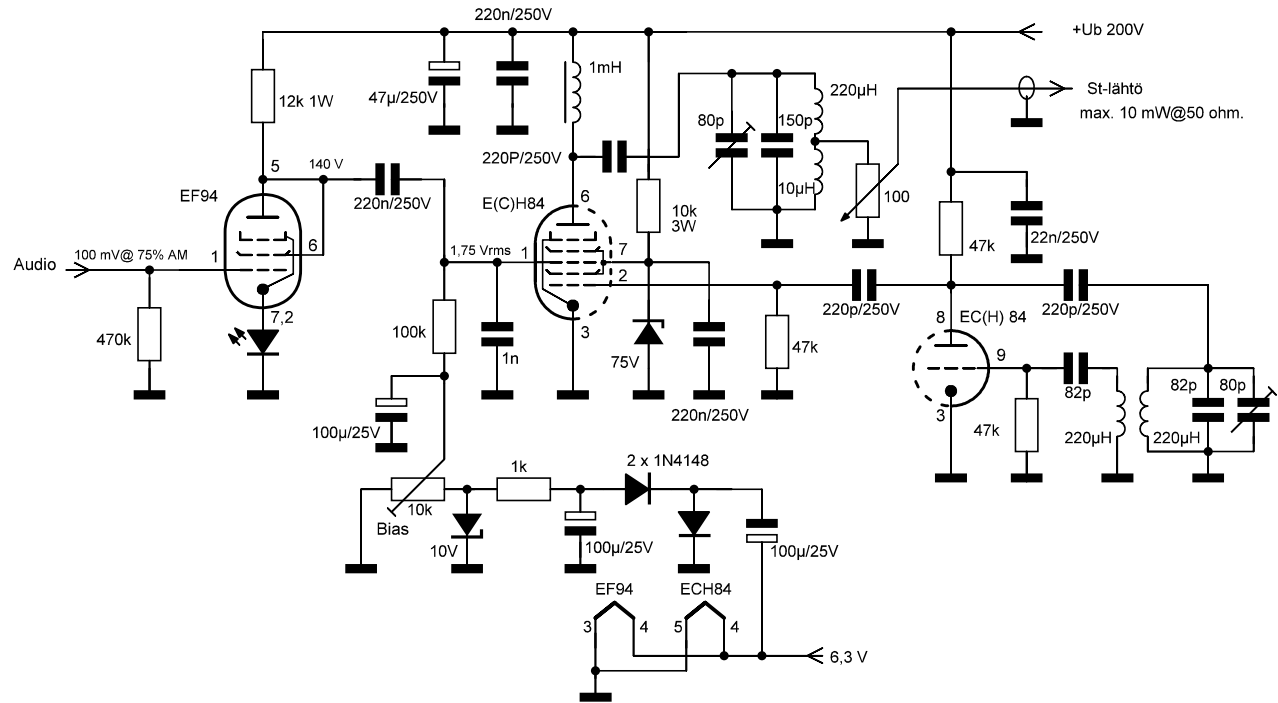 220n/250V
+Ub 200V
12k 1W
47µ/250V
1mH
220µH
St-lähtö
max. 10 mW@50 ohm.
80p
150p
220P/250V
5
140 V
EF94
220n/250V
E(C)H84
6
10k
3W
10µH
100
47k
22n/250V
Audio
100 mV@ 75% AM
1
6
1,75 Vrms
1
7
2
220p/250V
220p/250V
7,2
470k
100k
1n
3
75V
47k
8
EC(H) 84
9
3
82p
82p
80p
100µ/25V
220n/250V
47k
220µH
220µH
1k
2 x 1N4148
10k
Bias
10V
100µ/25V
100µ/25V
EF94
ECH84
3
4
5
4
6,3 V